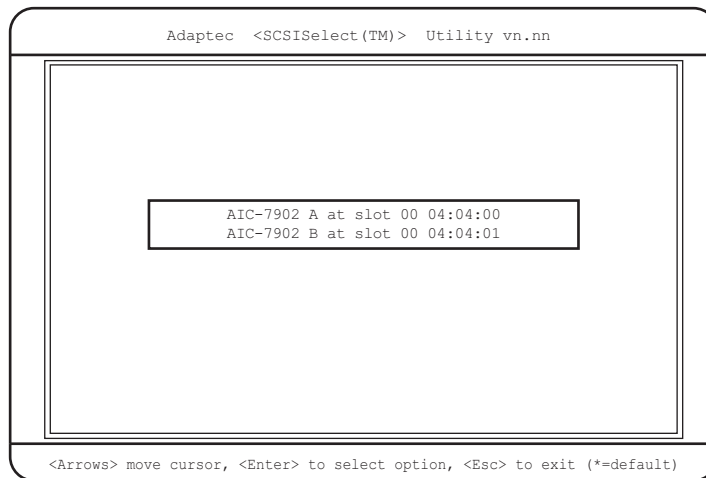 Adaptec <SCSISelect(TM)> Utility vn.nn
AIC-7902 A at slot 00 04:04:00
AIC-7902 B at slot 00 04:04:01
<Arrows> move cursor, <Enter> to select option, <Esc> to exit (*=default)